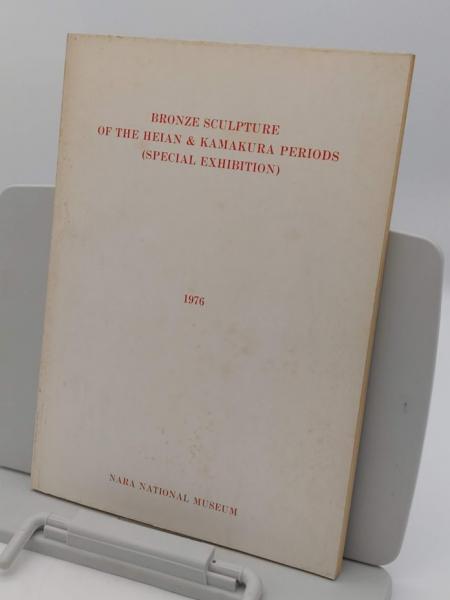 BRONZE SCULPTURE
OF THE HEIAN & KAMAKURA PERIODS
(SPECIAL EXHIBITION)
1976
NARA NATIONAL MUSEUM